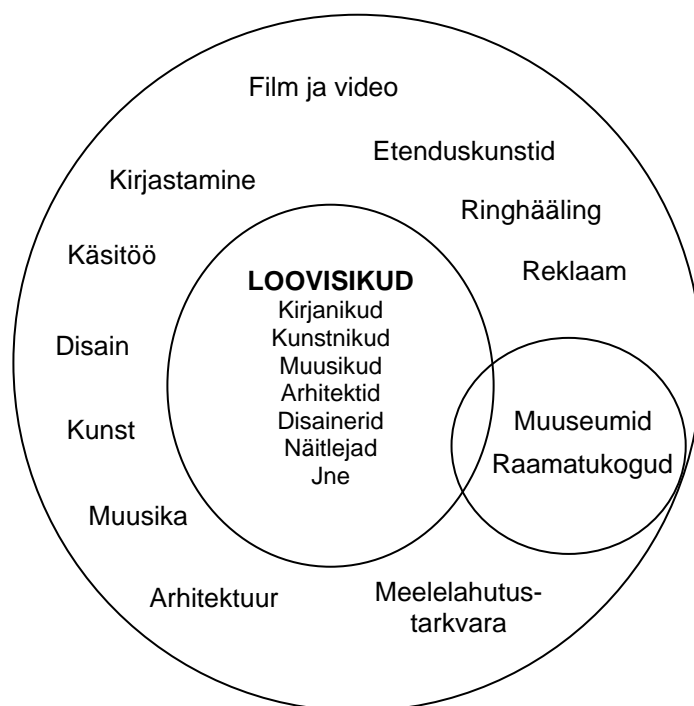 Film ja video
Etenduskunstid
Kirjastamine
Ringhääling
Käsitöö
Reklaam
LOOVISIKUD
Kirjanikud
Kunstnikud
Muusikud
Arhitektid
Disainerid
Näitlejad
Jne
Disain
Kunst
Muuseumid
Raamatukogud
Muusika
Arhitektuur
Meelelahutus-
tarkvara